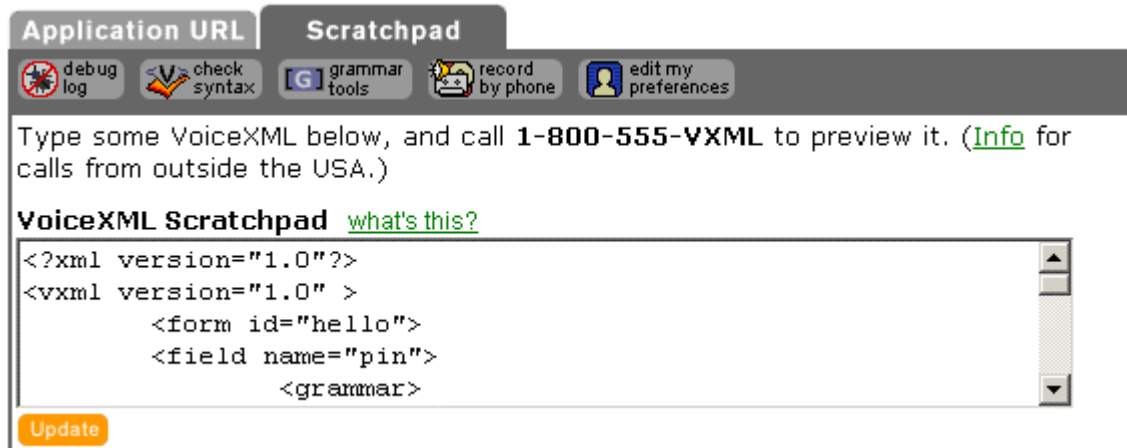 Application URL Scratchpad
debug log check syntax [G] grammar tools record by phone edit my preferences
Type some VoiceXML below, and call 1-800-555-VXML to preview it. (Info for
calls from outside the USA.)
VoiceXML Scratchpad what's this?
<?xml version="1.0"?>
<vxml version="1.0" >
<form id="hello">
<field name="pin">
<grammar>
Update